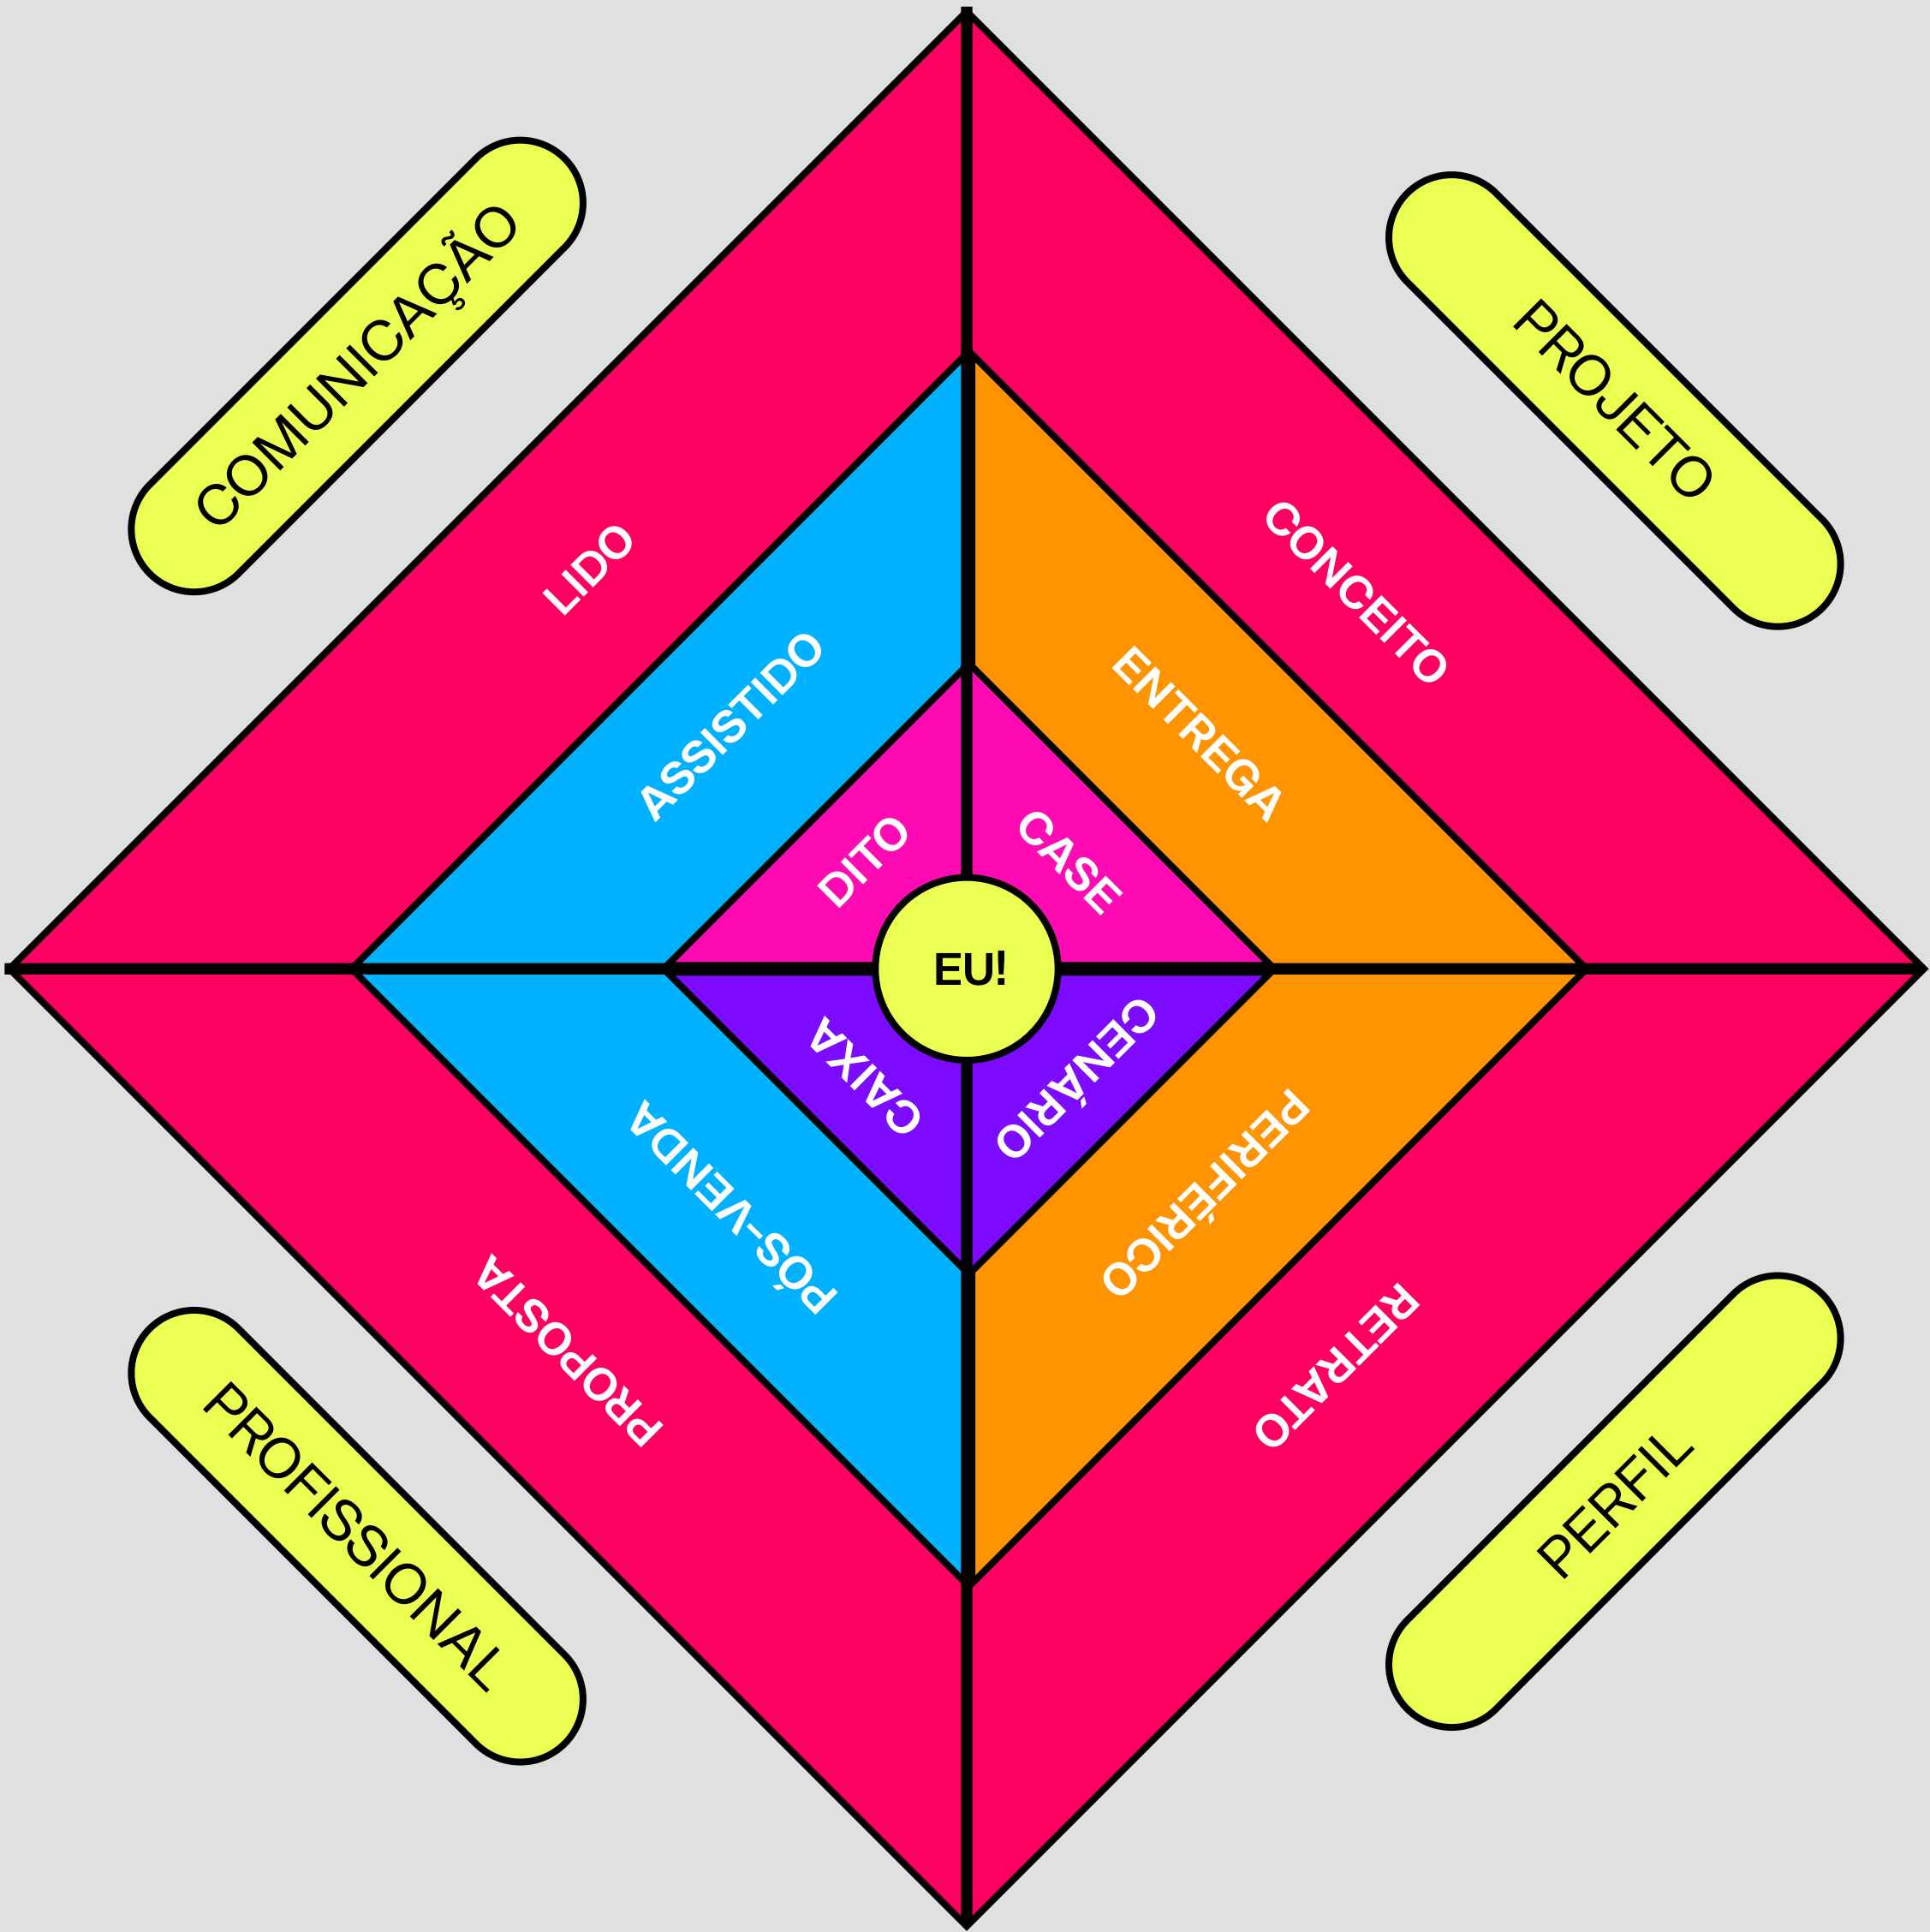 COMUNICAÇÃO
PROJETO
LIDO
CONCEITO
ASSISTIDO
ENTREGA
DITO
CASE
EU!
CAIXA
CENÁRIO
PÓS-VENDA
PERIFÉRICO
PROPOSTA
RETRATO
PROFISSIONAL
PERFIL